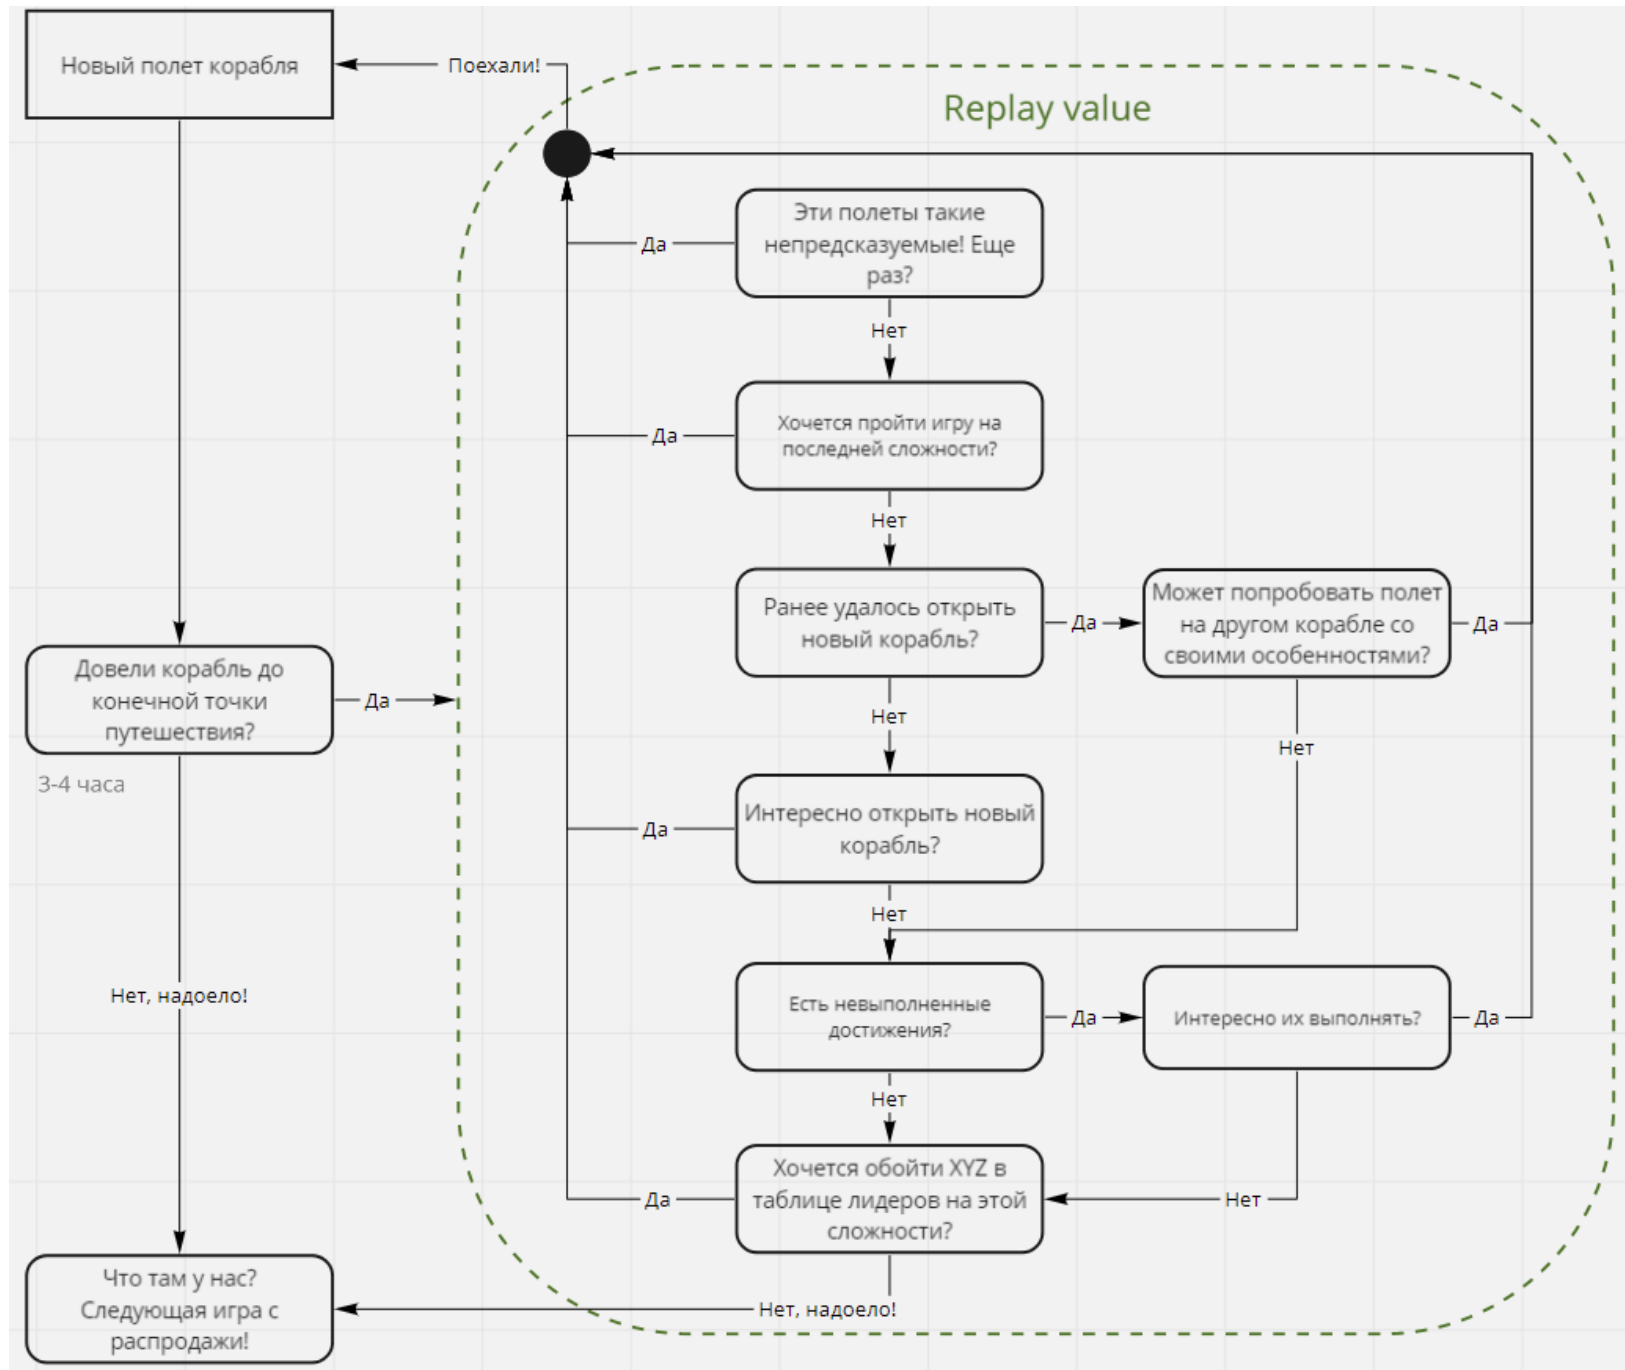 Новый полет корабля
Поехали!
Replay value
Эти полеты такие
непредсказуемые! Еще
раз?
Да
Нет
Хочется пройти игру на
последней сложности?
Да
Нет
Ранее удалось открыть
новый корабль?
Да
Может попробовать полет
на другом корабле со
своими особенностями?
Да
Довели корабль до
конечной точки
путешествия?
Да
3-4 часа
Нет
Нет
Интересно открыть новый
корабль?
Да
Нет
Есть невыполненные
достижения?
Да
Интересно их выполнять?
Да
Нет, надоело!
Нет
Хочется обойти XYZ в
таблице лидеров на этой
сложности?
Да
Нет
Что там у нас?
Следующая игра с
распродажи!
Нет, надоело!